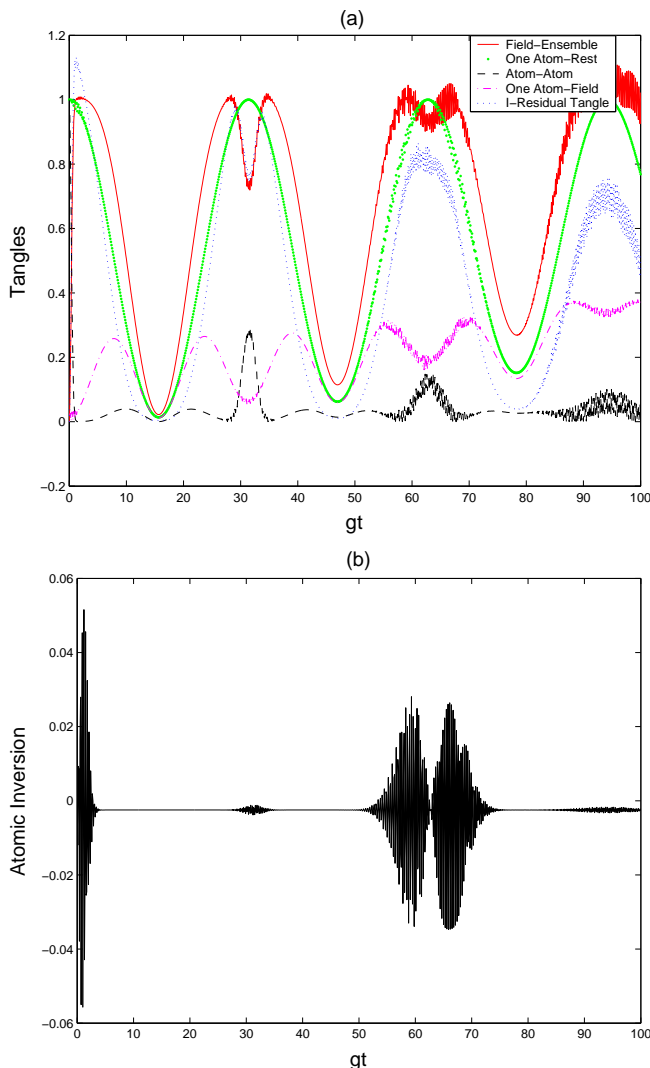 (a)
1.2
1
0.8
0.6
0.4
0.2
0
−0.2
Tangles
Field−Ensemble
One Atom−Rest
Atom−Atom
One Atom−Field
I−Residual Tangle
0 10 20 30 40 50 60 70 80 90 100
gt
(b)
0.06
0.04
0.02
0
−0.02
−0.04
−0.06
Atomic Inversion
0 10 20 30 40 50 60 70 80 90 100
gt